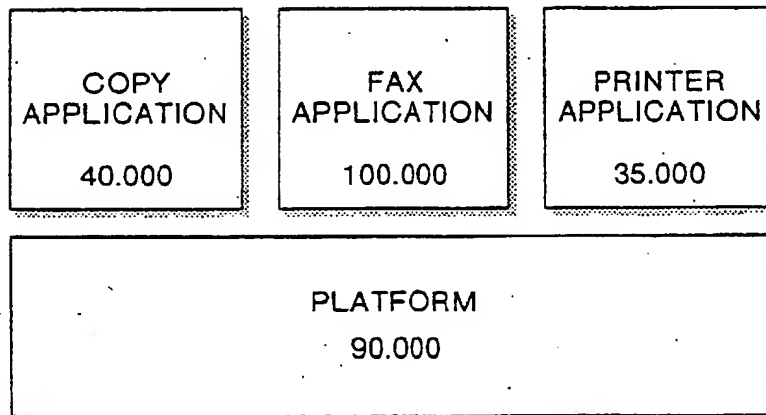 COPY
APPLICATION
40.000
FAX
APPLICATION
100.000
PRINTER
APPLICATION
35.000
PLATFORM
90.000